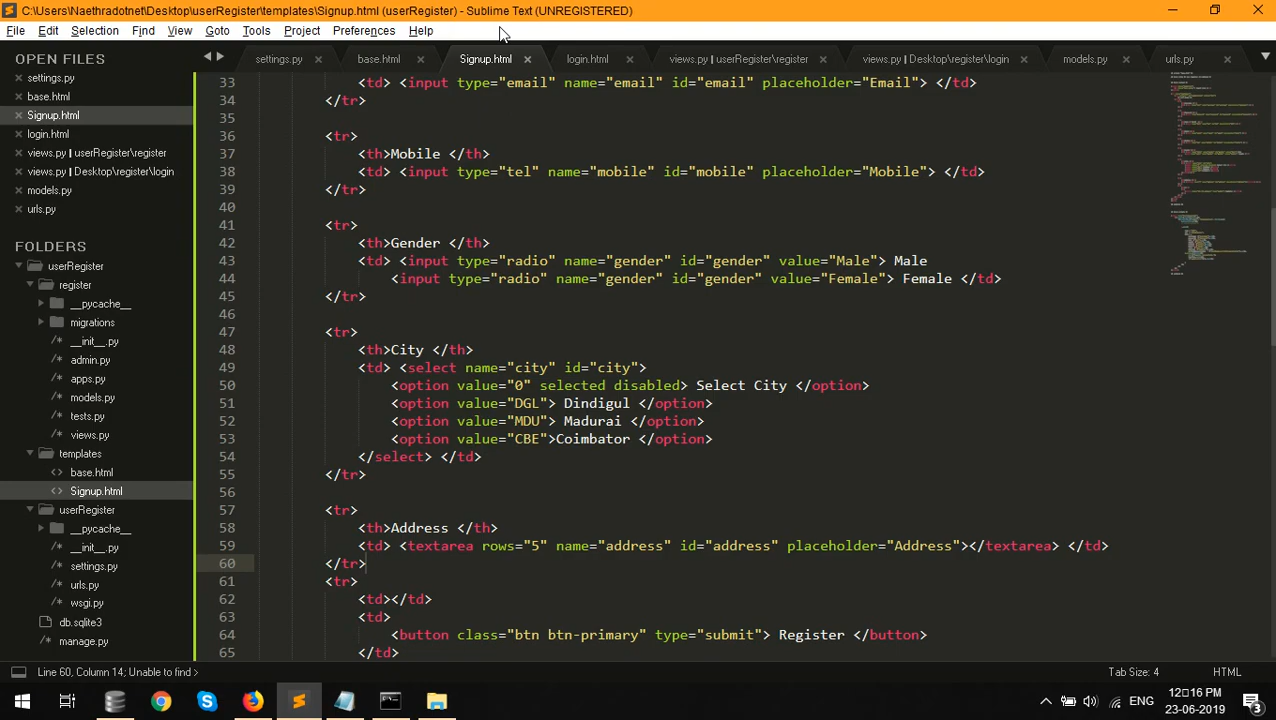 C:\Users\Naethradotnet\Desktop\userRegister\templates\Signup.html (userRegister) - Sublime Text (UNREGISTERED)
File Edit Selection Find View Goto Tools Project Preferences Help
OPEN FILES
settings.py
base.html
Signup.html
login.html
views.py | userRegister\register
views.py | Desktop\register\login
models.py
urls.py
FOLDERS
userRegister
register
__pycache__
migrations
/* __init__.py
/* admin.py
/* apps.py
/* models.py
/* tests.py
/* views.py
templates
<> base.html
<> Signup.html
userRegister
__pycache__
/* __init__.py
/* settings.py
/* urls.py
/* wsgi.py
db.sqlite3
/* manage.py
settings.py base.html Signup.html login.html views.py | userRegister\register views.py | Desktop\register\login models.py urls.py
33 <td> <input type="email" name="email" id="email" placeholder="Email"> </td>
34 </tr>
35
36 <tr>
37 <th>Mobile </th>
38 <td> <input type="tel" name="mobile" id="mobile" placeholder="Mobile"> </td>
39 </tr>
40
41 <tr>
42 <th>Gender </th>
43 <td> <input type="radio" name="gender" id="gender" value="Male"> Male
44 <input type="radio" name="gender" id="gender" value="Female"> Female </td>
45 </tr>
46
47 <tr>
48 <th>City </th>
49 <td> <select name="city" id="city">
50 <option value="0" selected disabled> Select City </option>
51 <option value="DGL"> Dindigul </option>
52 <option value="MDU"> Madurai </option>
53 <option value="CBE">Coimbator </option>
54 </select> </td>
55 </tr>
56
57 <tr>
58 <th>Address </th>
59 <td> <textarea rows="5" name="address" id="address" placeholder="Address"></textarea> </td>
60 </tr>
61 <tr>
62 <td></td>
63 <td>
64 <button class="btn btn-primary" type="submit"> Register </button>
65 </td>
Line 60, Column 14; Unable to find > Tab Size: 4 HTML
ENG 12:16 PM
23-06-2019
3